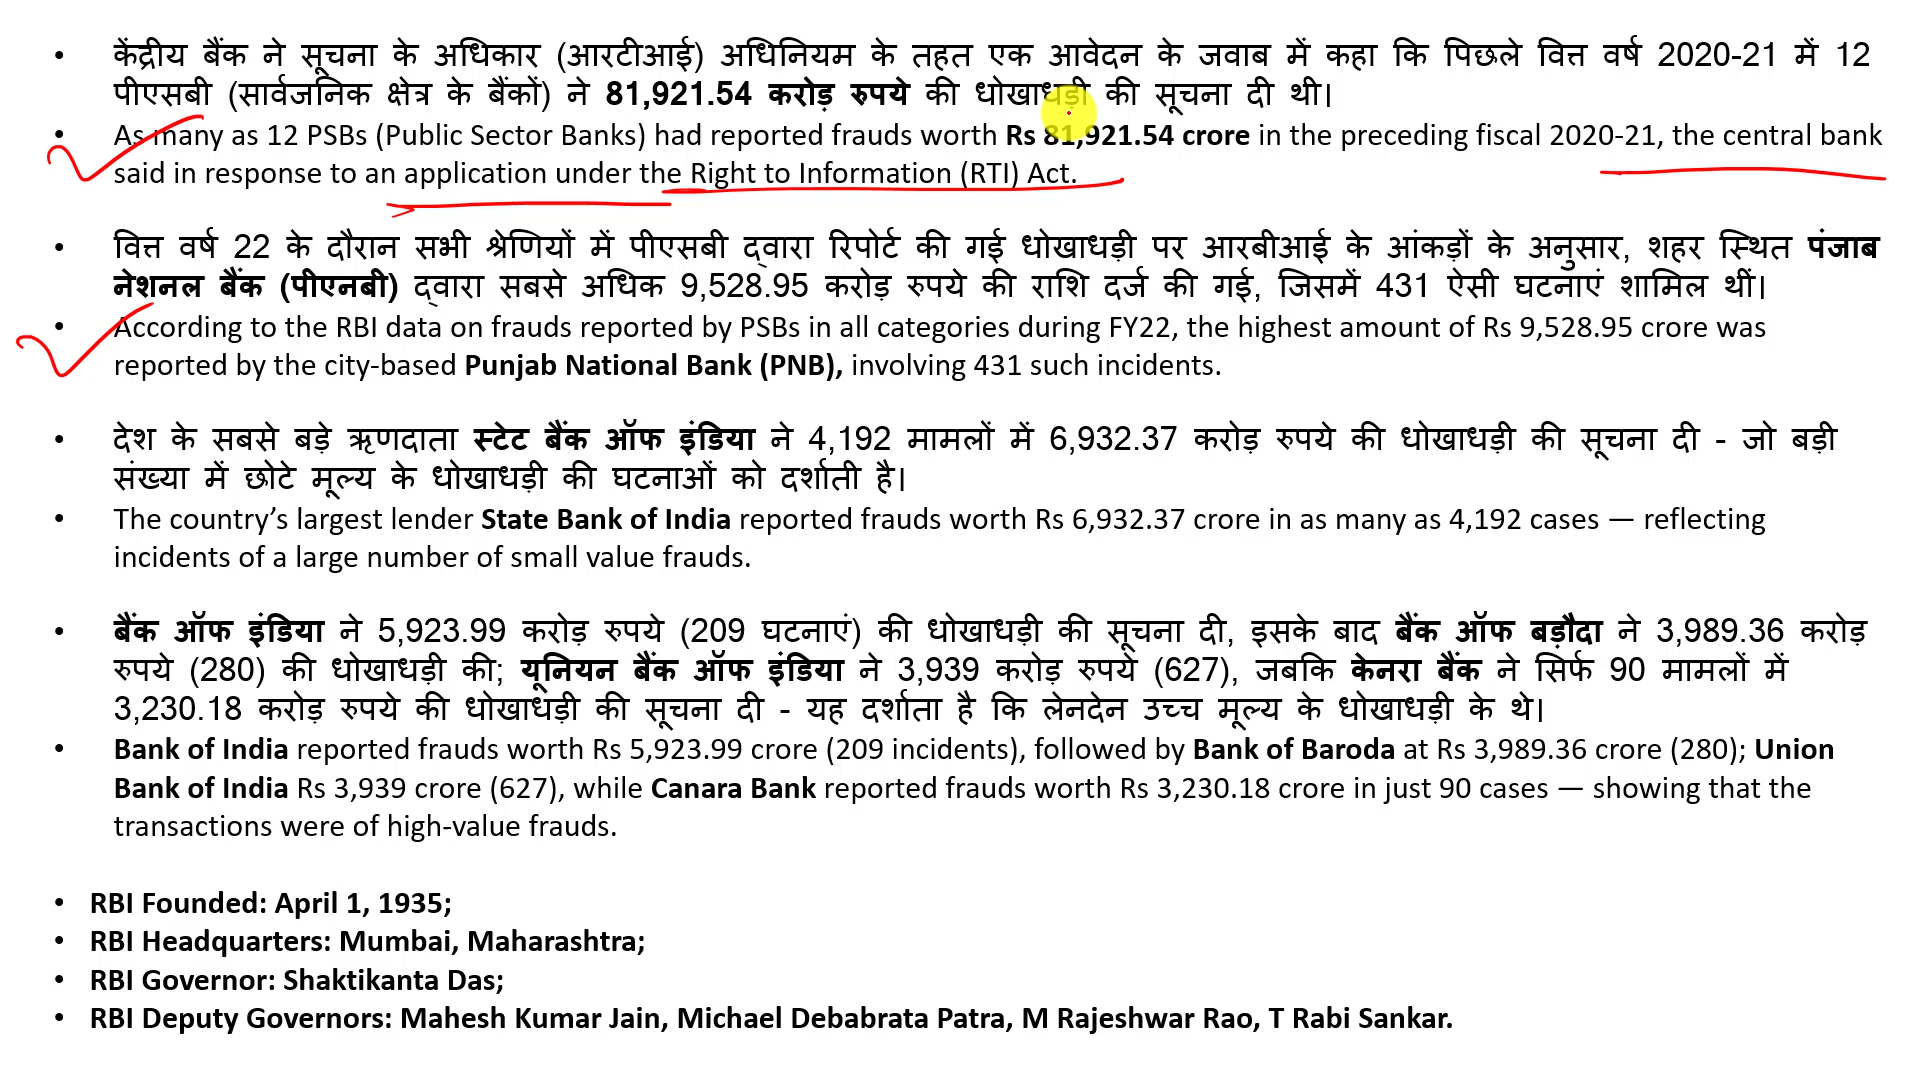 • केंद्रीय बैंक ने सूचना के अधिकार (आरटीआई) अधिनियम के तहत एक आवेदन के जवाब में कहा कि पिछले वित्त वर्ष 2020-21 में 12
पीएसबी (सार्वजनिक क्षेत्र के बैंकों) ने 81,921.54 करोड़ रुपये की धोखाधड़ी की सूचना दी थी।
• As many as 12 PSBs (Public Sector Banks) had reported frauds worth Rs 81,921.54 crore in the preceding fiscal 2020-21, the central bank
said in response to an application under the Right to Information (RTI) Act.
• वित्त वर्ष 22 के दौरान सभी श्रेणियों में पीएसबी द्वारा रिपोर्ट की गई धोखाधड़ी पर आरबीआई के आंकड़ों के अनुसार, शहर स्थित पंजाब
नेशनल बैंक (पीएनबी) द्वारा सबसे अधिक 9,528.95 करोड़ रुपये की राशि दर्ज की गई, जिसमें 431 ऐसी घटनाएं शामिल थीं।
• According to the RBI data on frauds reported by PSBs in all categories during FY22, the highest amount of Rs 9,528.95 crore was
reported by the city-based Punjab National Bank (PNB), involving 431 such incidents.
• देश के सबसे बड़े ऋणदाता स्टेट बैंक ऑफ इंडिया ने 4,192 मामलों में 6,932.37 करोड़ रुपये की धोखाधड़ी की सूचना दी - जो बड़ी
संख्या में छोटे मूल्य के धोखाधड़ी की घटनाओं को दर्शाती है।
• The country’s largest lender State Bank of India reported frauds worth Rs 6,932.37 crore in as many as 4,192 cases — reflecting
incidents of a large number of small value frauds.
• बैंक ऑफ इंडिया ने 5,923.99 करोड़ रुपये (209 घटनाएं) की धोखाधड़ी की सूचना दी, इसके बाद बैंक ऑफ बड़ौदा ने 3,989.36 करोड़
रुपये (280) की धोखाधड़ी की; यूनियन बैंक ऑफ इंडिया ने 3,939 करोड़ रुपये (627), जबकि केनरा बैंक ने सिर्फ 90 मामलों में
3,230.18 करोड़ रुपये की धोखाधड़ी की सूचना दी - यह दर्शाता है कि लेनदेन उच्च मूल्य के धोखाधड़ी के थे।
• Bank of India reported frauds worth Rs 5,923.99 crore (209 incidents), followed by Bank of Baroda at Rs 3,989.36 crore (280); Union
Bank of India Rs 3,939 crore (627), while Canara Bank reported frauds worth Rs 3,230.18 crore in just 90 cases — showing that the
transactions were of high-value frauds.
• RBI Founded: April 1, 1935;
• RBI Headquarters: Mumbai, Maharashtra;
• RBI Governor: Shaktikanta Das;
• RBI Deputy Governors: Mahesh Kumar Jain, Michael Debabrata Patra, M Rajeshwar Rao, T Rabi Sankar.